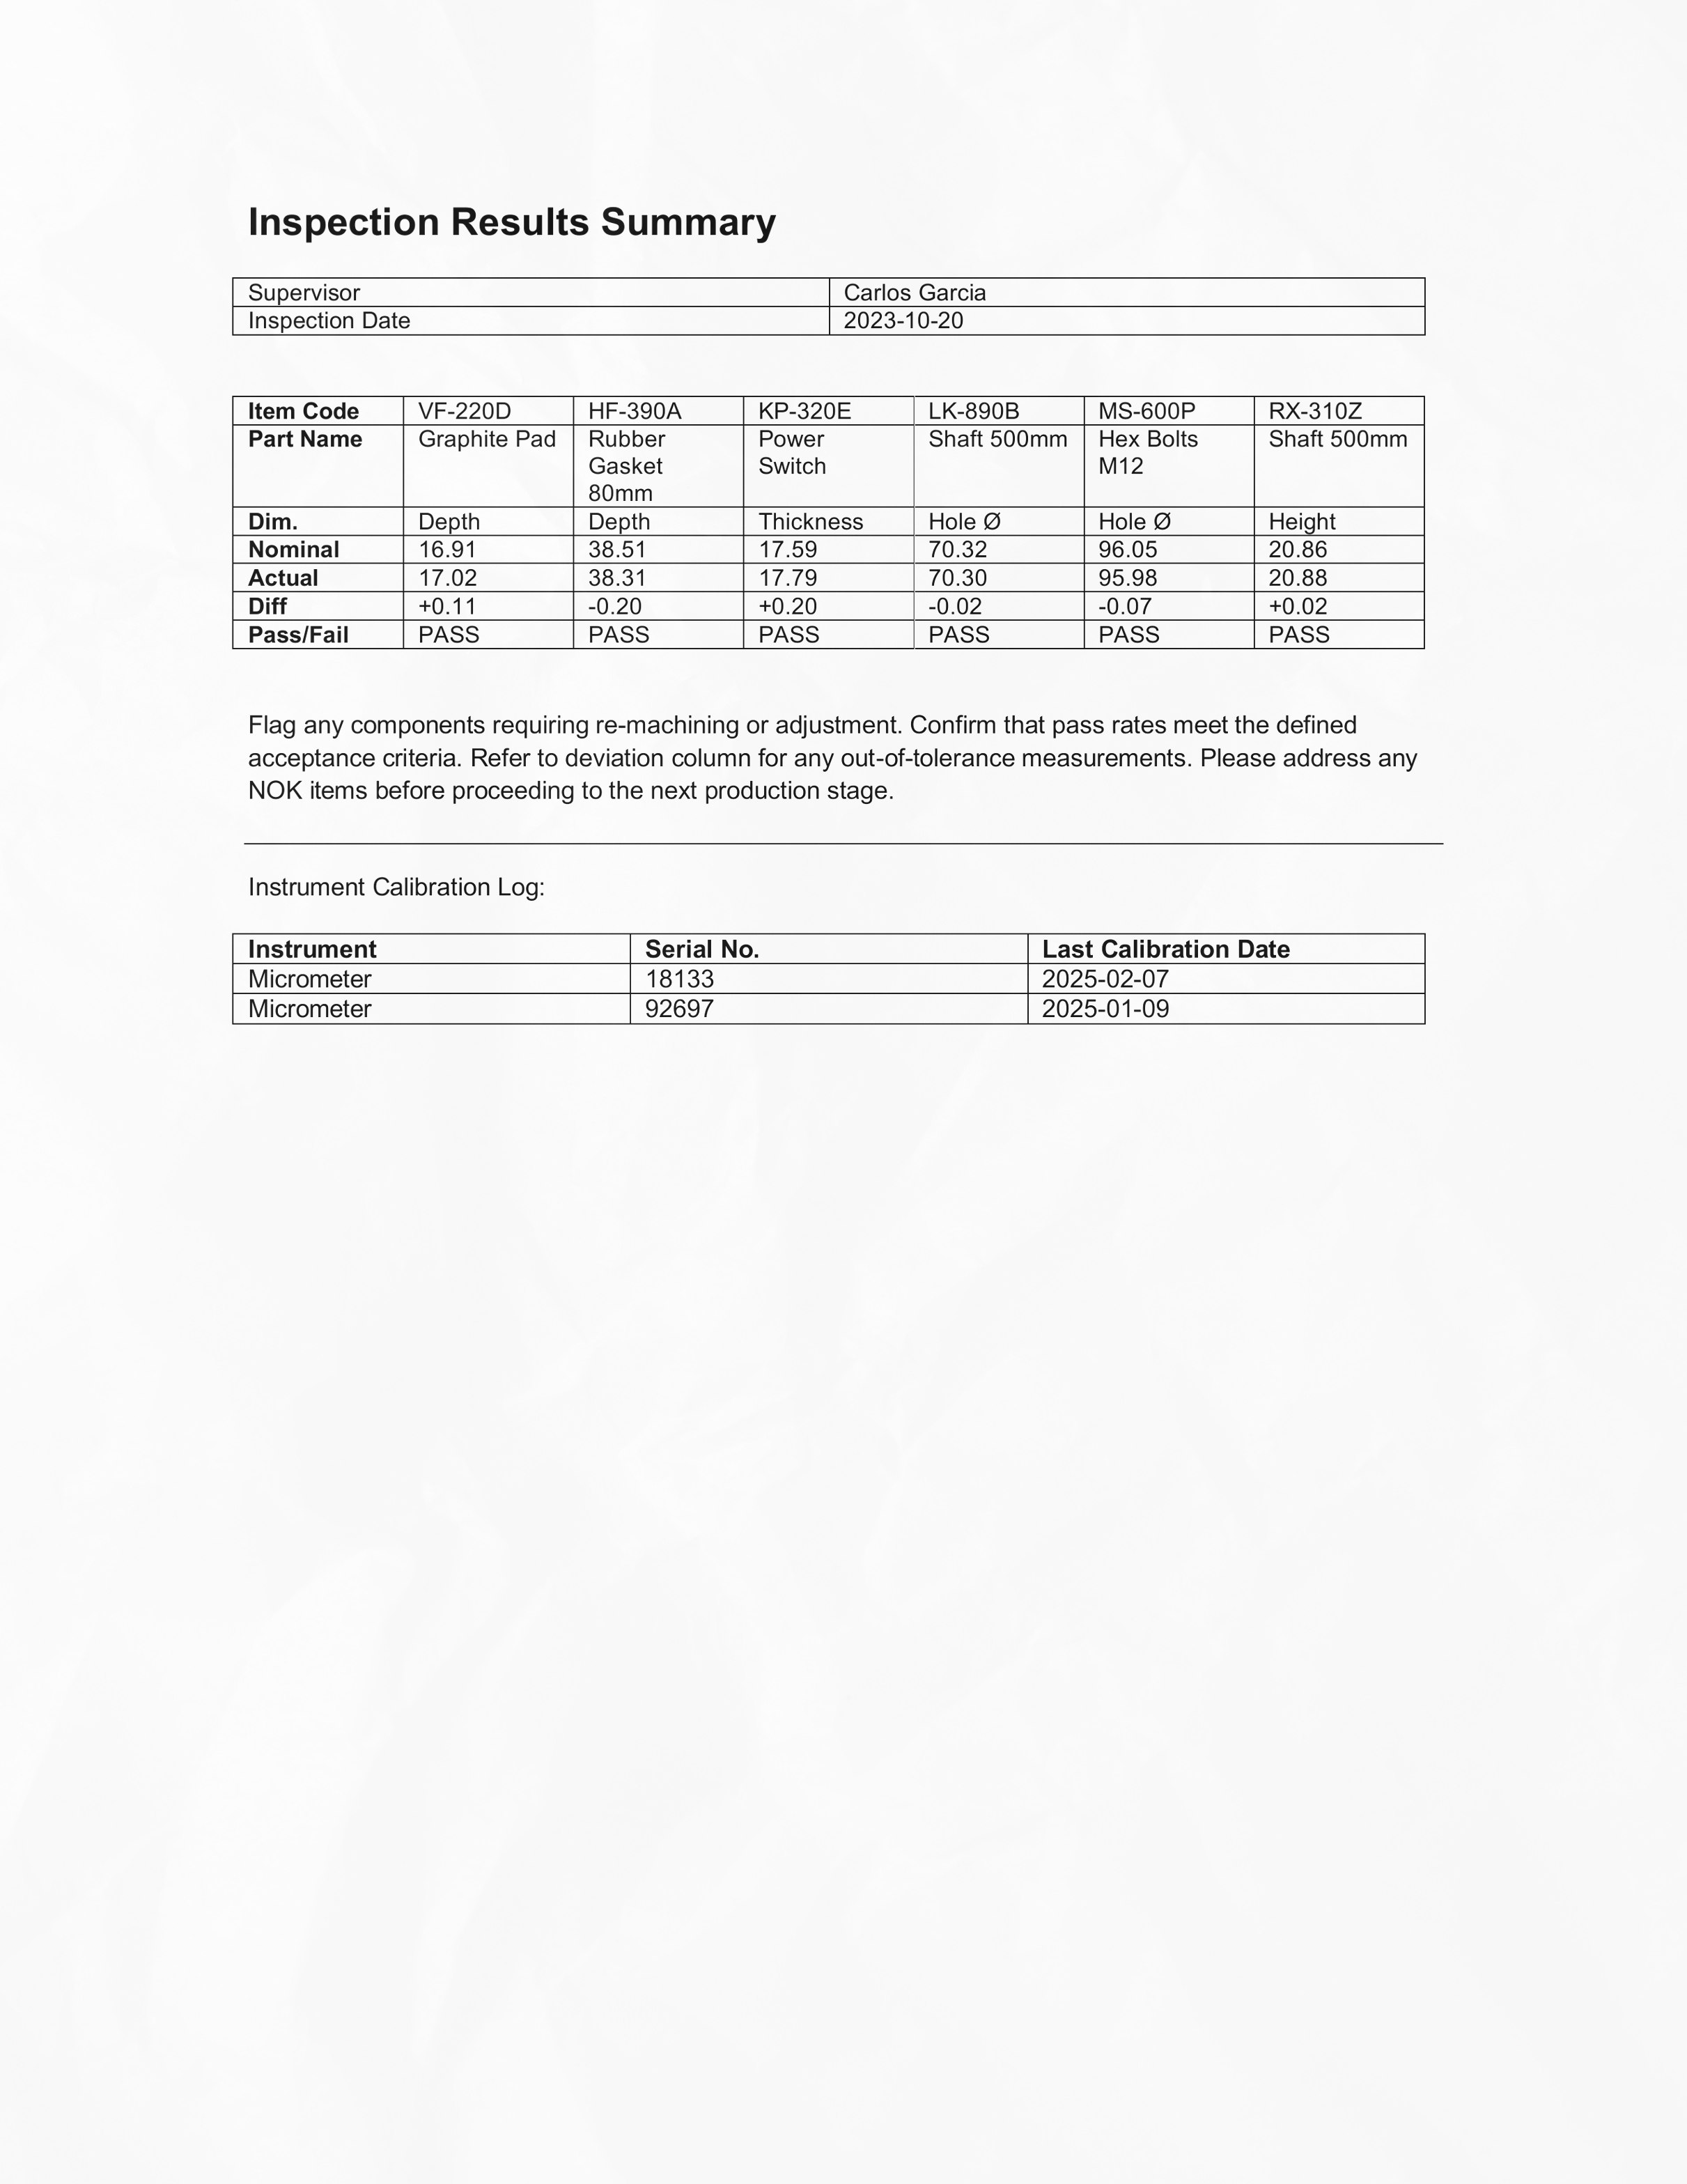 Inspection Results Summary
Supervisor Carlos Garcia
Inspection Date 2023-10-20
Item Code VF-220D HF-390A KP-320E LK-890B MS-600P RX-310Z
Part Name Graphite Pad Rubber Gasket 80mm Power Switch Shaft 500mm Hex Bolts M12 Shaft 500mm
Dim. Depth Depth Thickness Hole Ø Hole Ø Height
Nominal 16.91 38.51 17.59 70.32 96.05 20.86
Actual 17.02 38.31 17.79 70.30 95.98 20.88
Diff +0.11 -0.20 +0.20 -0.02 -0.07 +0.02
Pass/Fail PASS PASS PASS PASS PASS PASS
Flag any components requiring re-machining or adjustment. Confirm that pass rates meet the defined
acceptance criteria. Refer to deviation column for any out-of-tolerance measurements. Please address any
NOK items before proceeding to the next production stage.
Instrument Calibration Log:
Instrument Serial No. Last Calibration Date
Micrometer 18133 2025-02-07
Micrometer 92697 2025-01-09